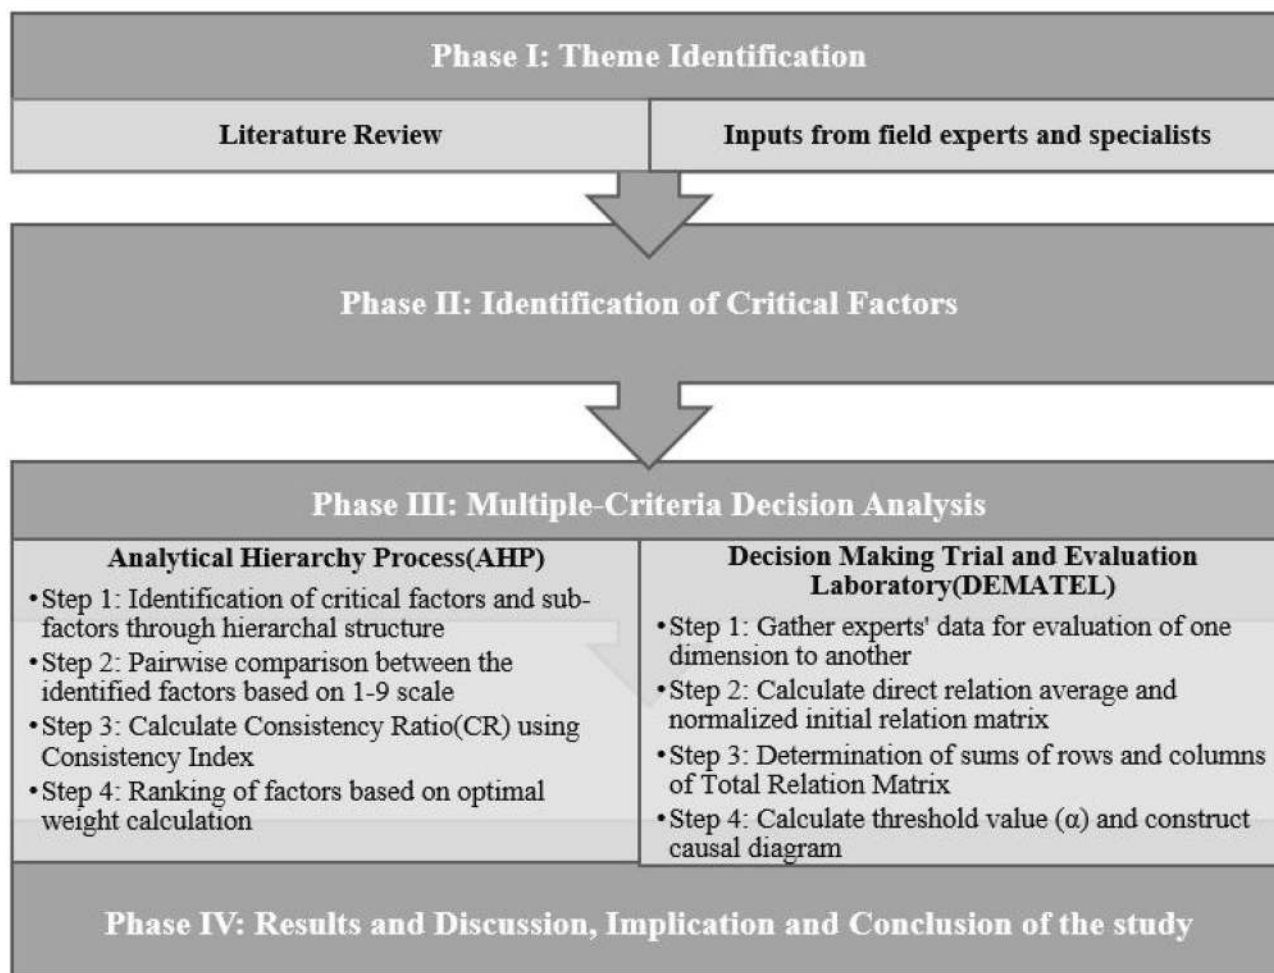 Phase I: Theme Identification
Literature Review
Inputs from field experts and specialists
Phase II: Identification of Critical Factors
Phase III: Multiple-Criteria Decision Analysis
Analytical Hierarchy Process(AHP)
•Step 1: Identification of critical factors and sub-
factors through hierarchal structure
•Step 2: Pairwise comparison between the
identified factors based on 1-9 scale
•Step 3: Calculate Consistency Ratio(CR) using
Consistency Index
•Step 4: Ranking of factors based on optimal
weight calculation
Decision Making Trial and Evaluation
Laboratory(DEMATEL)
•Step 1: Gather experts' data for evaluation of one
dimension to another
•Step 2: Calculate direct relation average and
normalized initial relation matrix
•Step 3: Determination of sums of rows and columns
of Total Relation Matrix
•Step 4: Calculate threshold value (α) and construct
causal diagram
Phase IV: Results and Discussion, Implication and Conclusion of the study